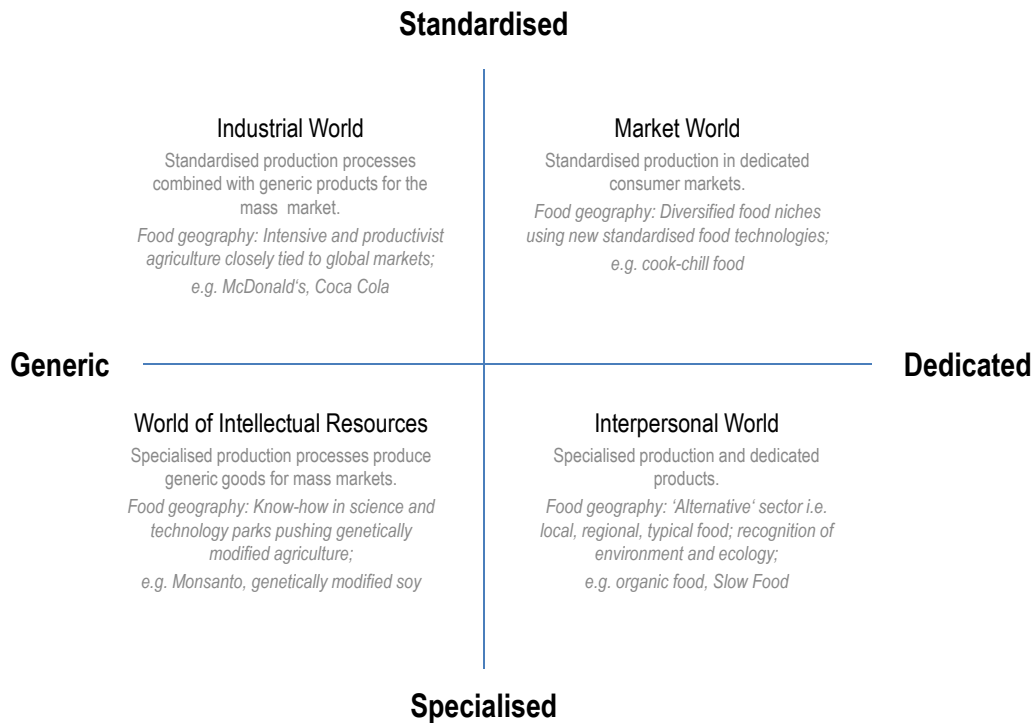 Standardised
Industrial World
Standardised production processes
combined with generic products for the
mass market.
Food geography: Intensive and productivist
agriculture closely tied to global markets;
e.g. McDonald‘s, Coca Cola
Market World
Standardised production in dedicated
consumer markets.
Food geography: Diversified food niches
using new standardised food technologies;
e.g. cook-chill food
Generic
Dedicated
World of Intellectual Resources
Specialised production processes produce
generic goods for mass markets.
Food geography: Know-how in science and
technology parks pushing genetically
modified agriculture;
e.g. Monsanto, genetically modified soy
Interpersonal World
Specialised production and dedicated
products.
Food geography: ‘Alternative‘ sector i.e.
local, regional, typical food; recognition of
environment and ecology;
e.g. organic food, Slow Food
Specialised